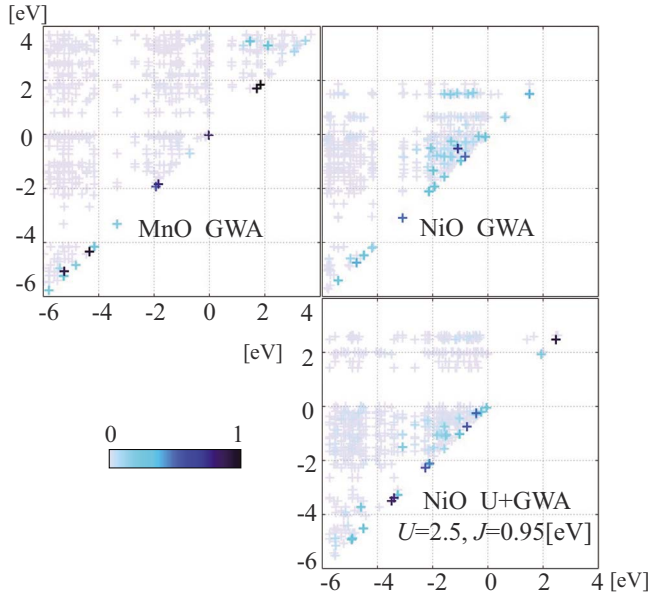 [eV]
4
2
0
-2
-4
-6
MnO GWA
NiO GWA
-6 -4 -2 0 2 4
[eV]
2
0
-2
-4
-6
0 1
NiO U+GWA
U=2.5, J=0.95[eV]
-6 -4 -2 0 2 4 [eV]